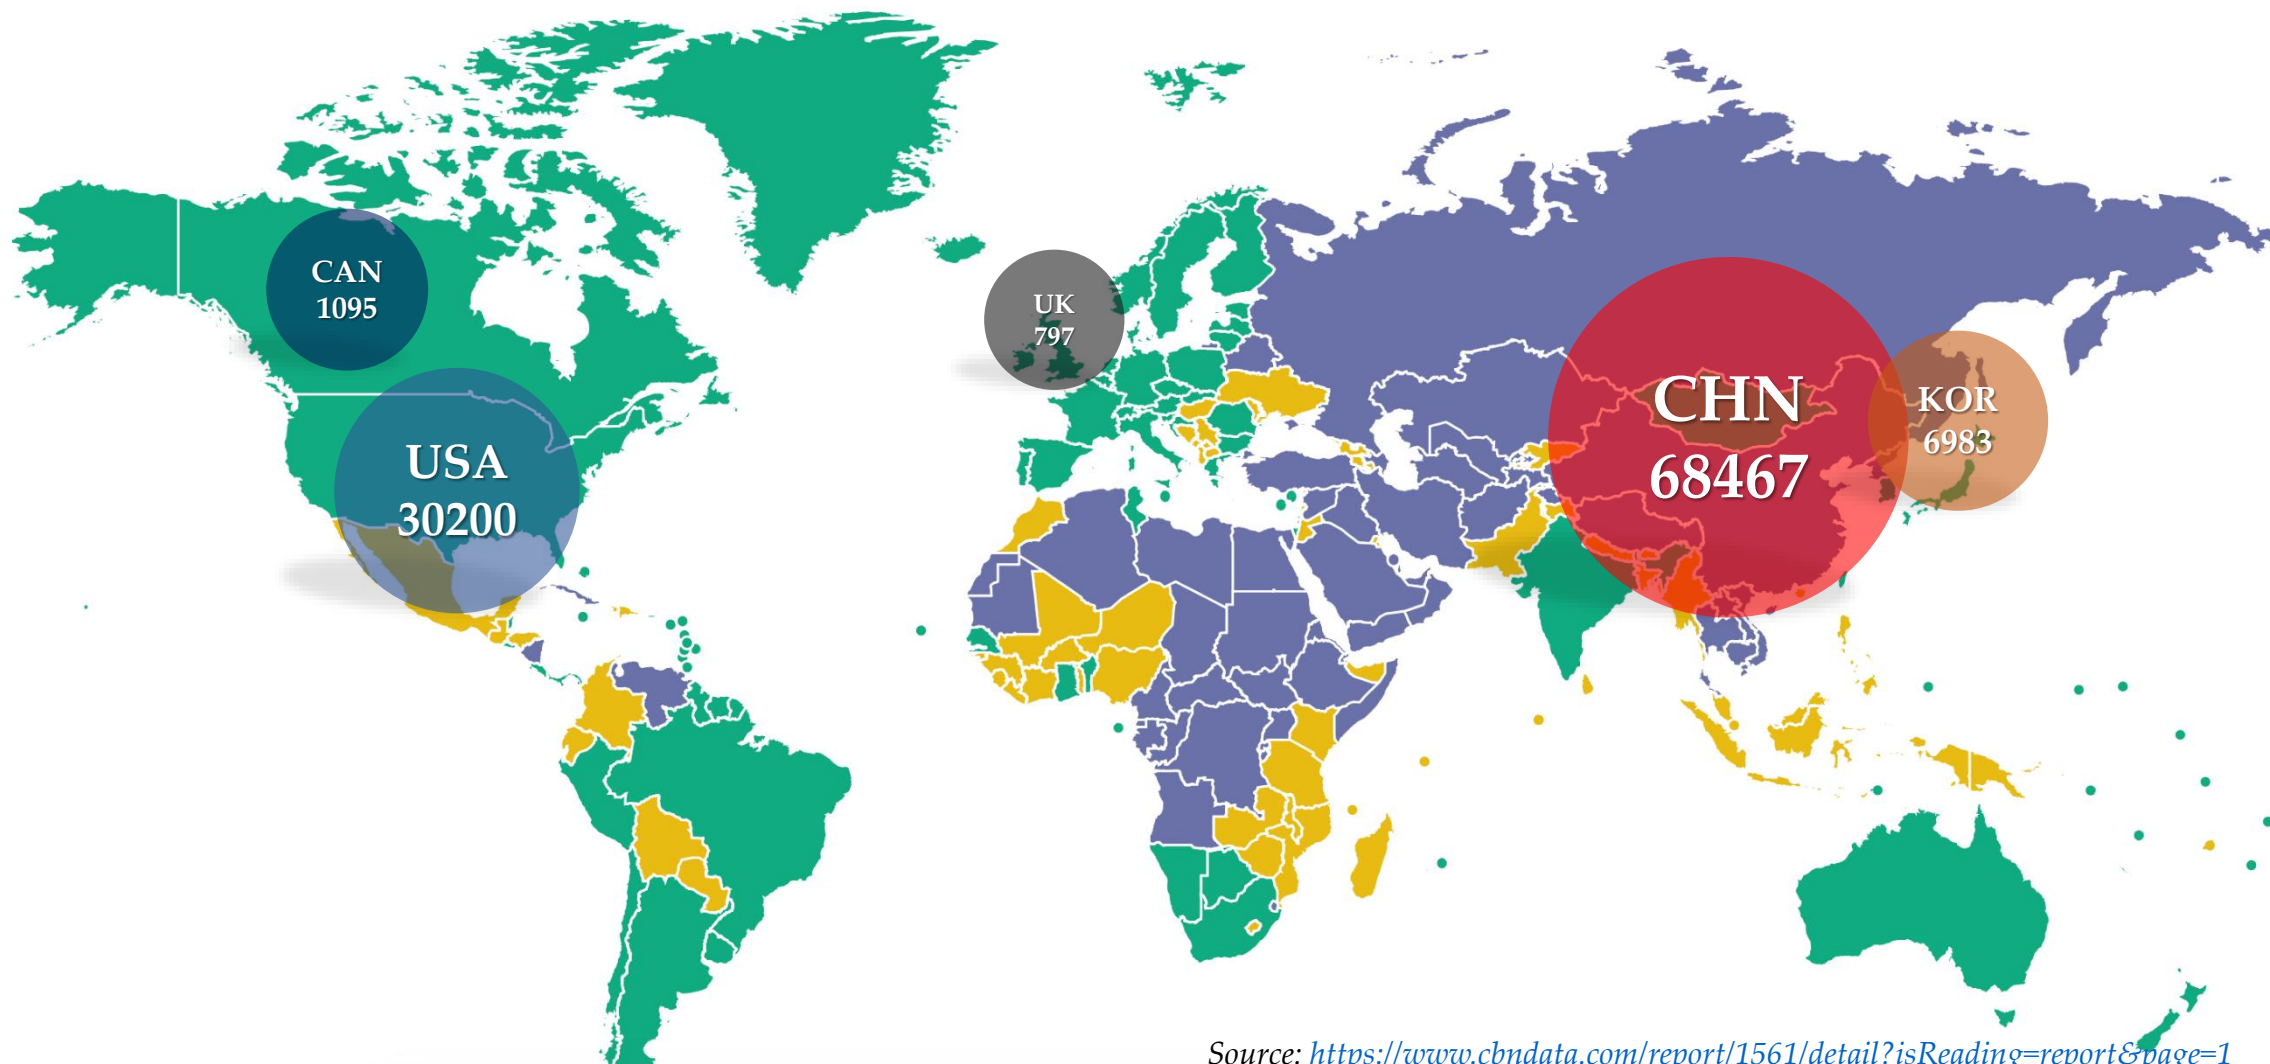 CAN
1095
UK
797
USA
30200
CHN
68467
KOR
6983
Source: https://www.cbndata.com/report/1561/detail?isReading=report&page=1